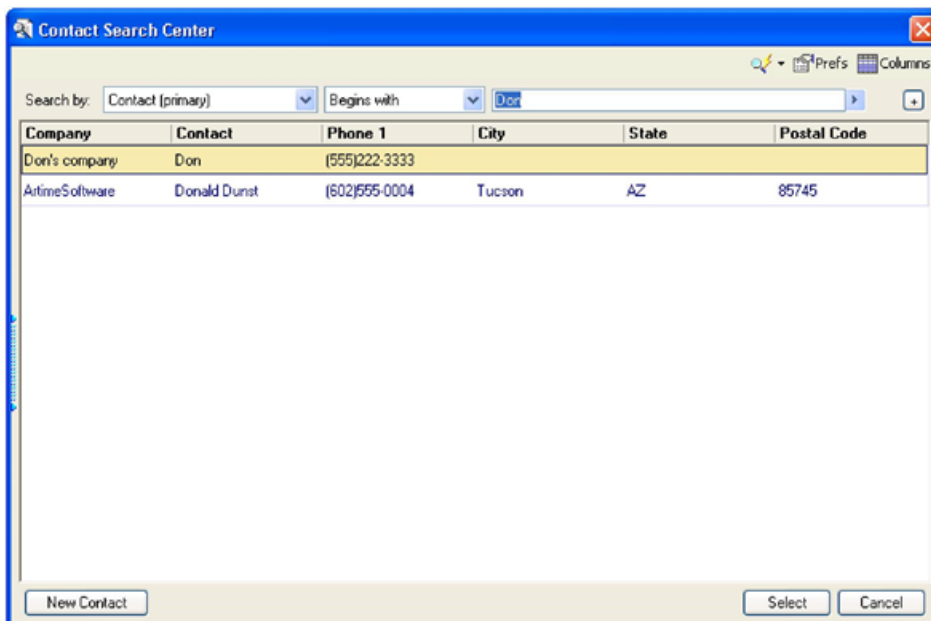 Contact Search Center
Prefs Columns
Search by: Contact (primary) Begins with Don
Company Contact Phone 1 City State Postal Code
Don's company Don (555)222-3333
ArtimeSoftware Donald Dunst (602)555-0004 Tucson AZ 85745
New Contact Select Cancel